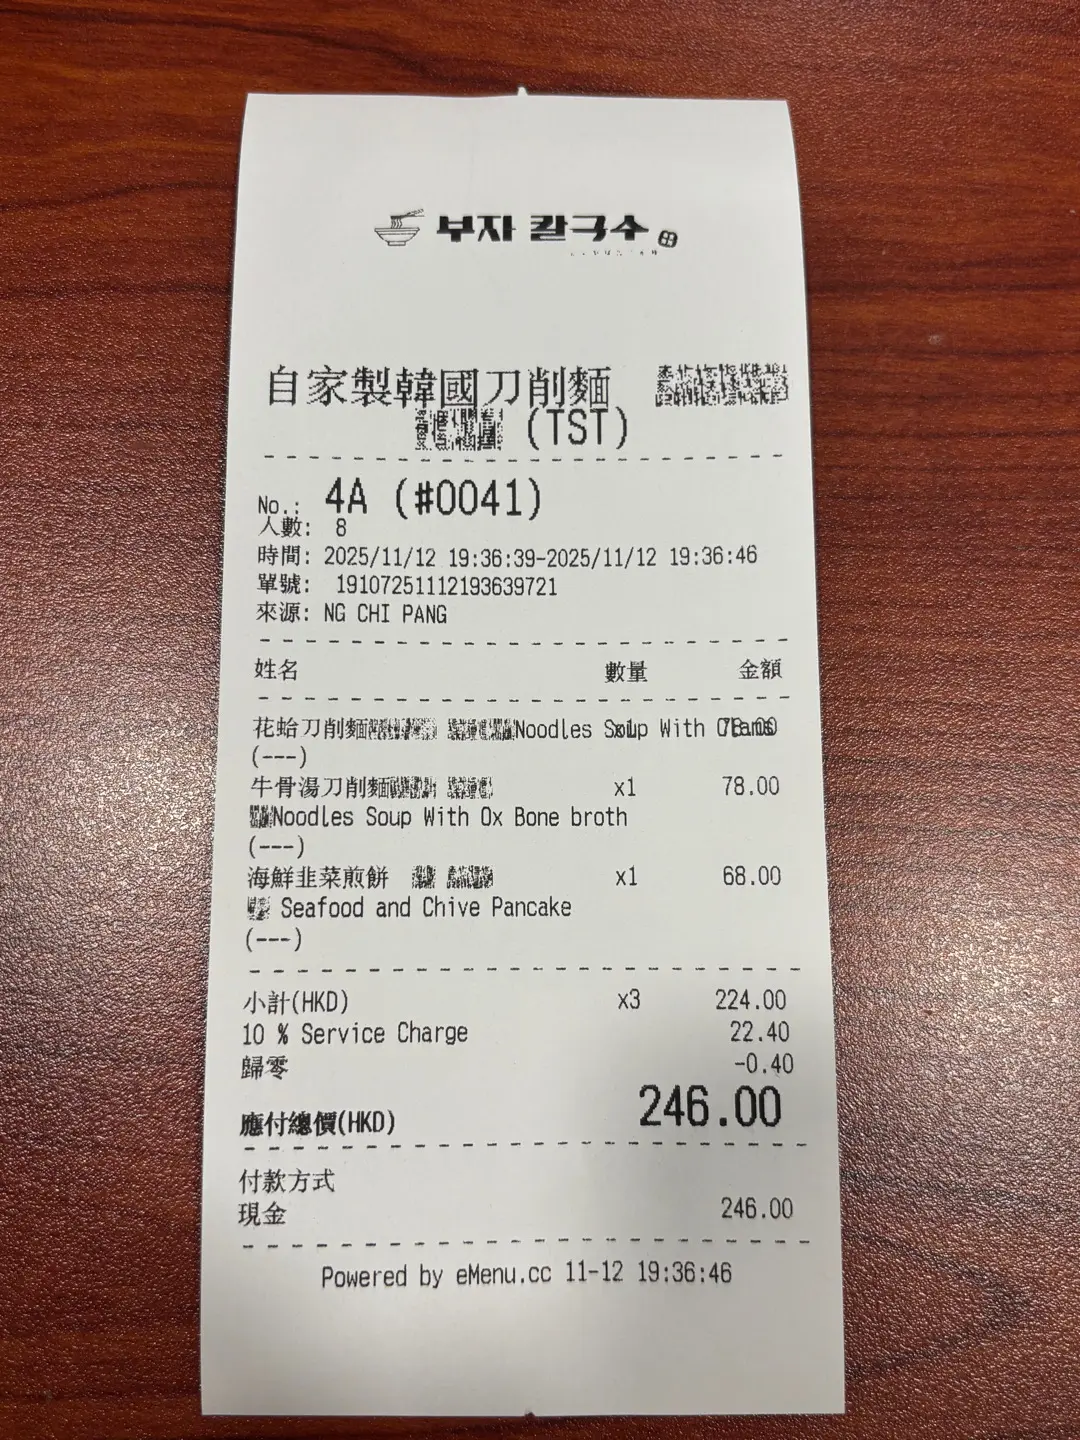 부자 칼국수
自家製韓國刀削麵
(TST)
No.: 4A (#0041)
人數: 8
時間: 2025/11/12 19:36:39-2025/11/12 19:36:46
單號: 19107251112193639721
來源: NG CHI PANG
姓名 數量 金額
花蛤刀削麵 Noodles Soup With Clams x1 78.00
(---)
牛骨湯刀削麵 x1 78.00
Noodles Soup With Ox Bone broth
(---)
海鮮韭菜煎餅 x1 68.00
Seafood and Chive Pancake
(---)
小計(HKD) x3 224.00
10 % Service Charge 22.40
歸零 -0.40
應付總價(HKD) 246.00
付款方式
現金 246.00
Powered by eMenu.cc 11-12 19:36:46